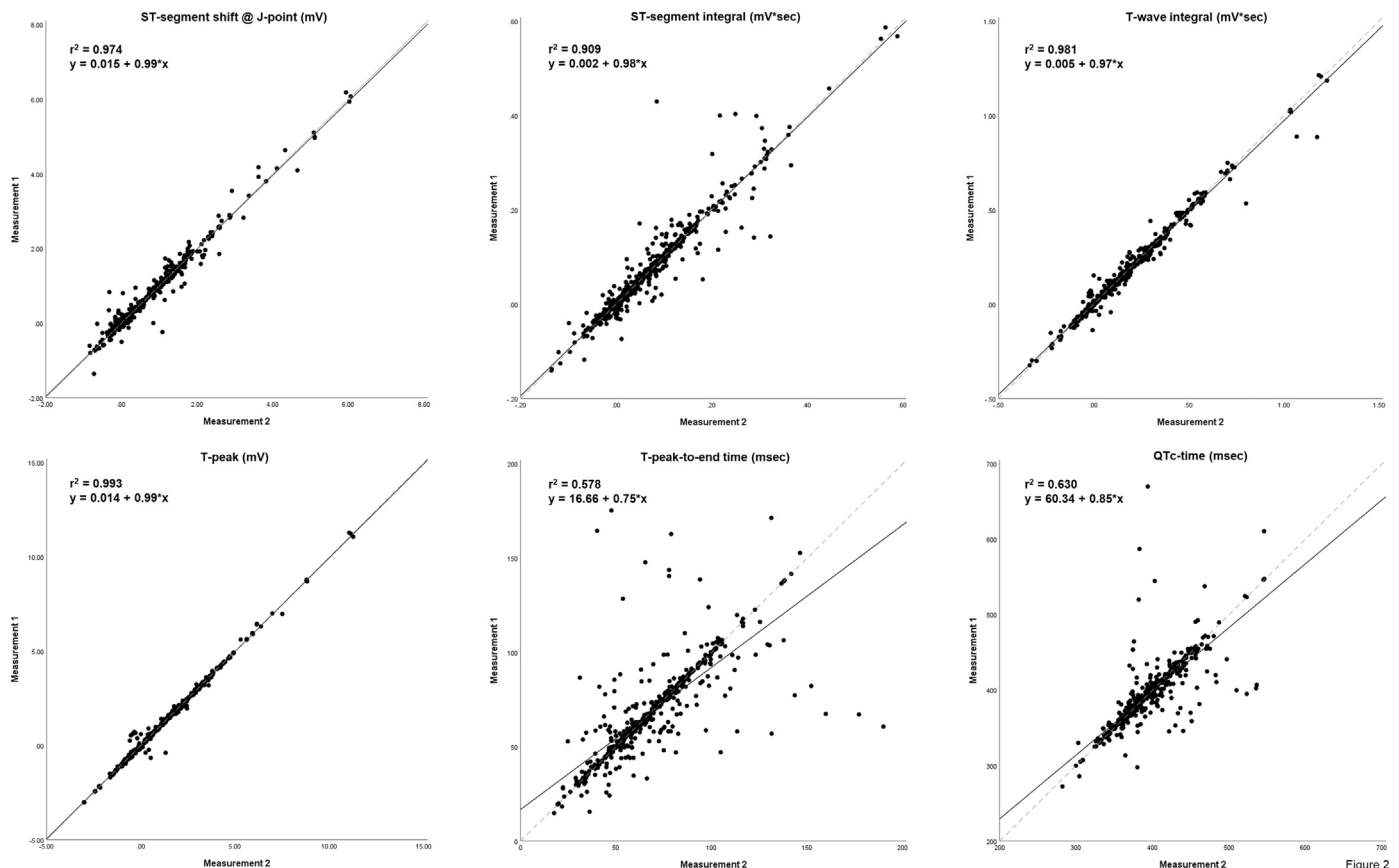 ST-segment shift @ J-point (mV)
r² = 0.974
y = 0.015 + 0.99*x
8.00
6.00
4.00
2.00
.00
-2.00
Measurement 1
-2.00 .00 2.00 4.00 6.00 8.00
Measurement 2
ST-segment integral (mV*sec)
r² = 0.909
y = 0.002 + 0.98*x
.60
.40
.20
.00
-.20
Measurement 1
-.20 .00 .20 .40 .60
Measurement 2
T-wave integral (mV*sec)
r² = 0.981
y = 0.005 + 0.97*x
1.50
1.00
.50
.00
-.50
Measurement 1
-.50 .00 .50 1.00 1.50
Measurement 2
T-peak (mV)
r² = 0.993
y = 0.014 + 0.99*x
15.00
10.00
5.00
.00
-5.00
Measurement 1
-5.00 .00 5.00 10.00 15.00
Measurement 2
T-peak-to-end time (msec)
r² = 0.578
y = 16.66 + 0.75*x
200
150
100
50
0
Measurement 1
0 50 100 150 200
Measurement 2
QTc-time (msec)
r² = 0.630
y = 60.34 + 0.85*x
700
600
500
400
300
200
Measurement 1
200 300 400 500 600 700
Measurement 2
Figure 2